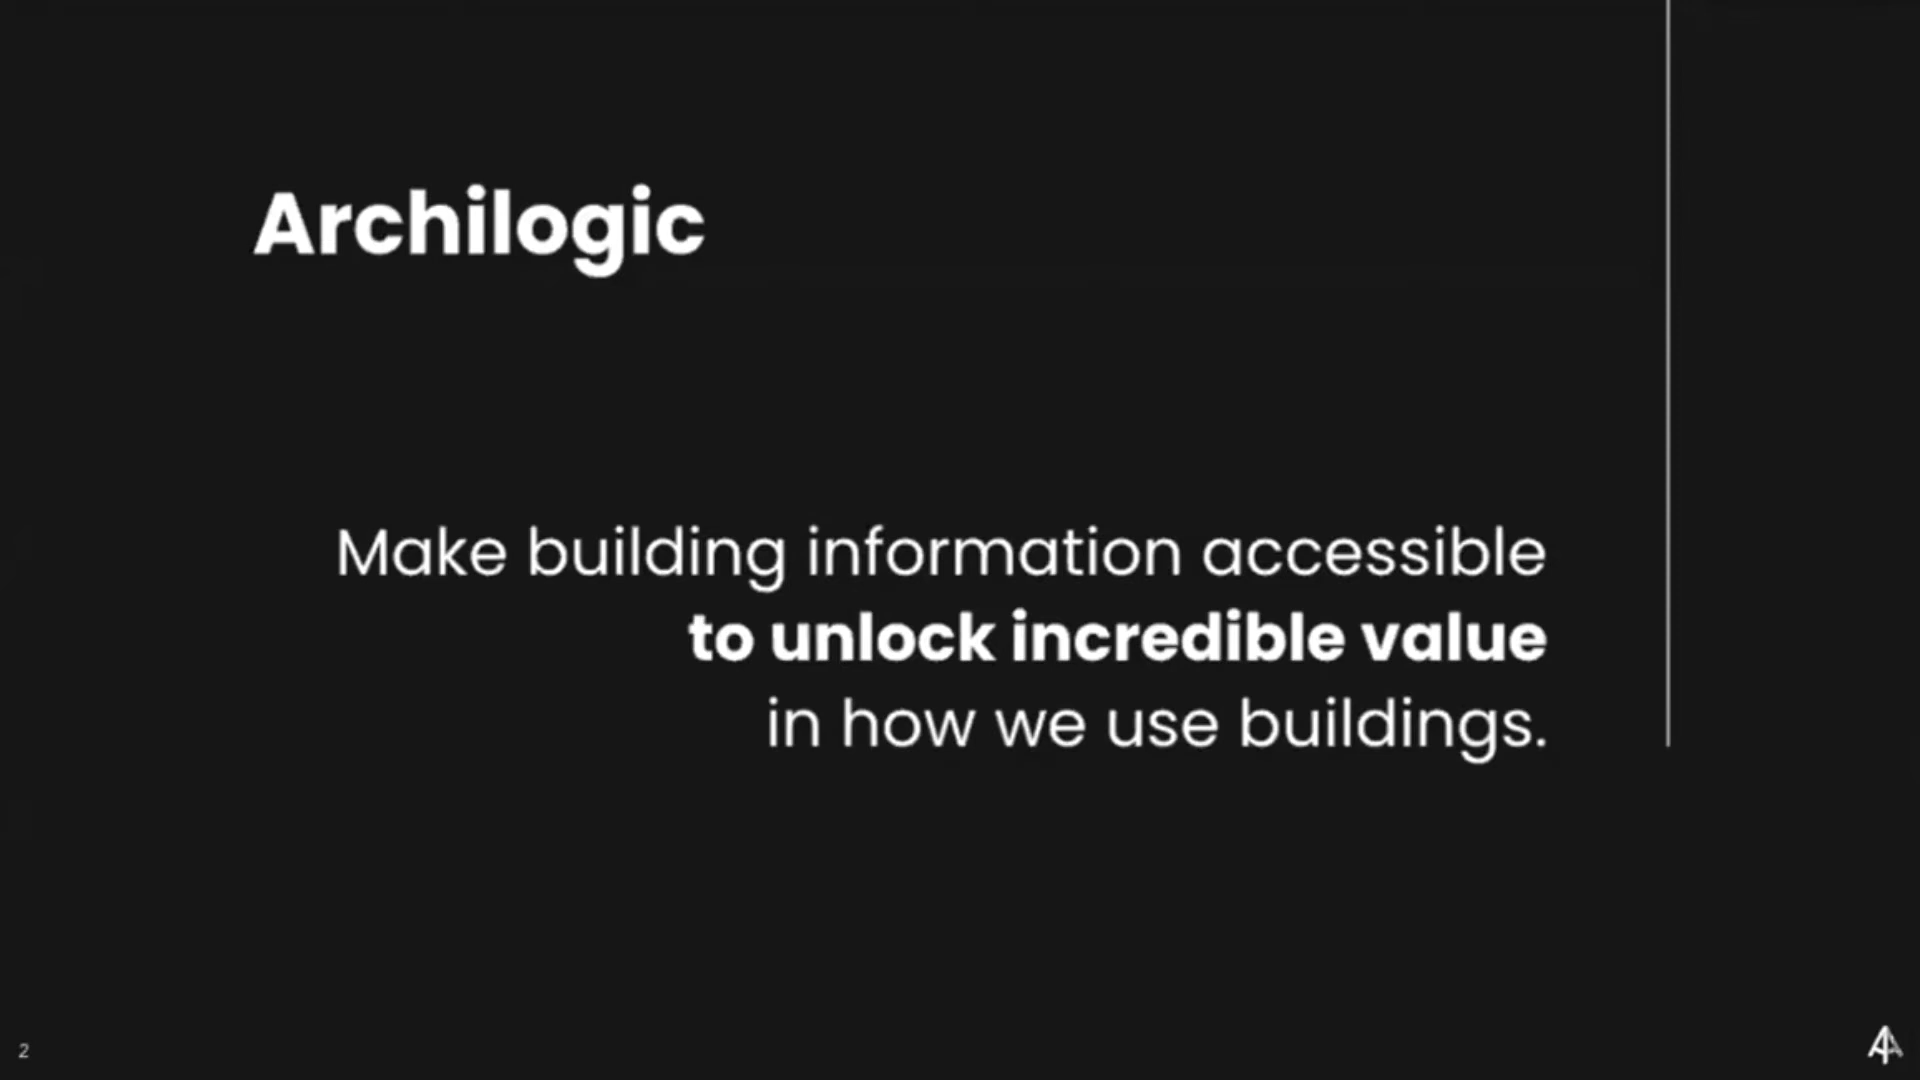 Archilogic
Make building information accessible
to unlock incredible value
in how we use buildings.
2